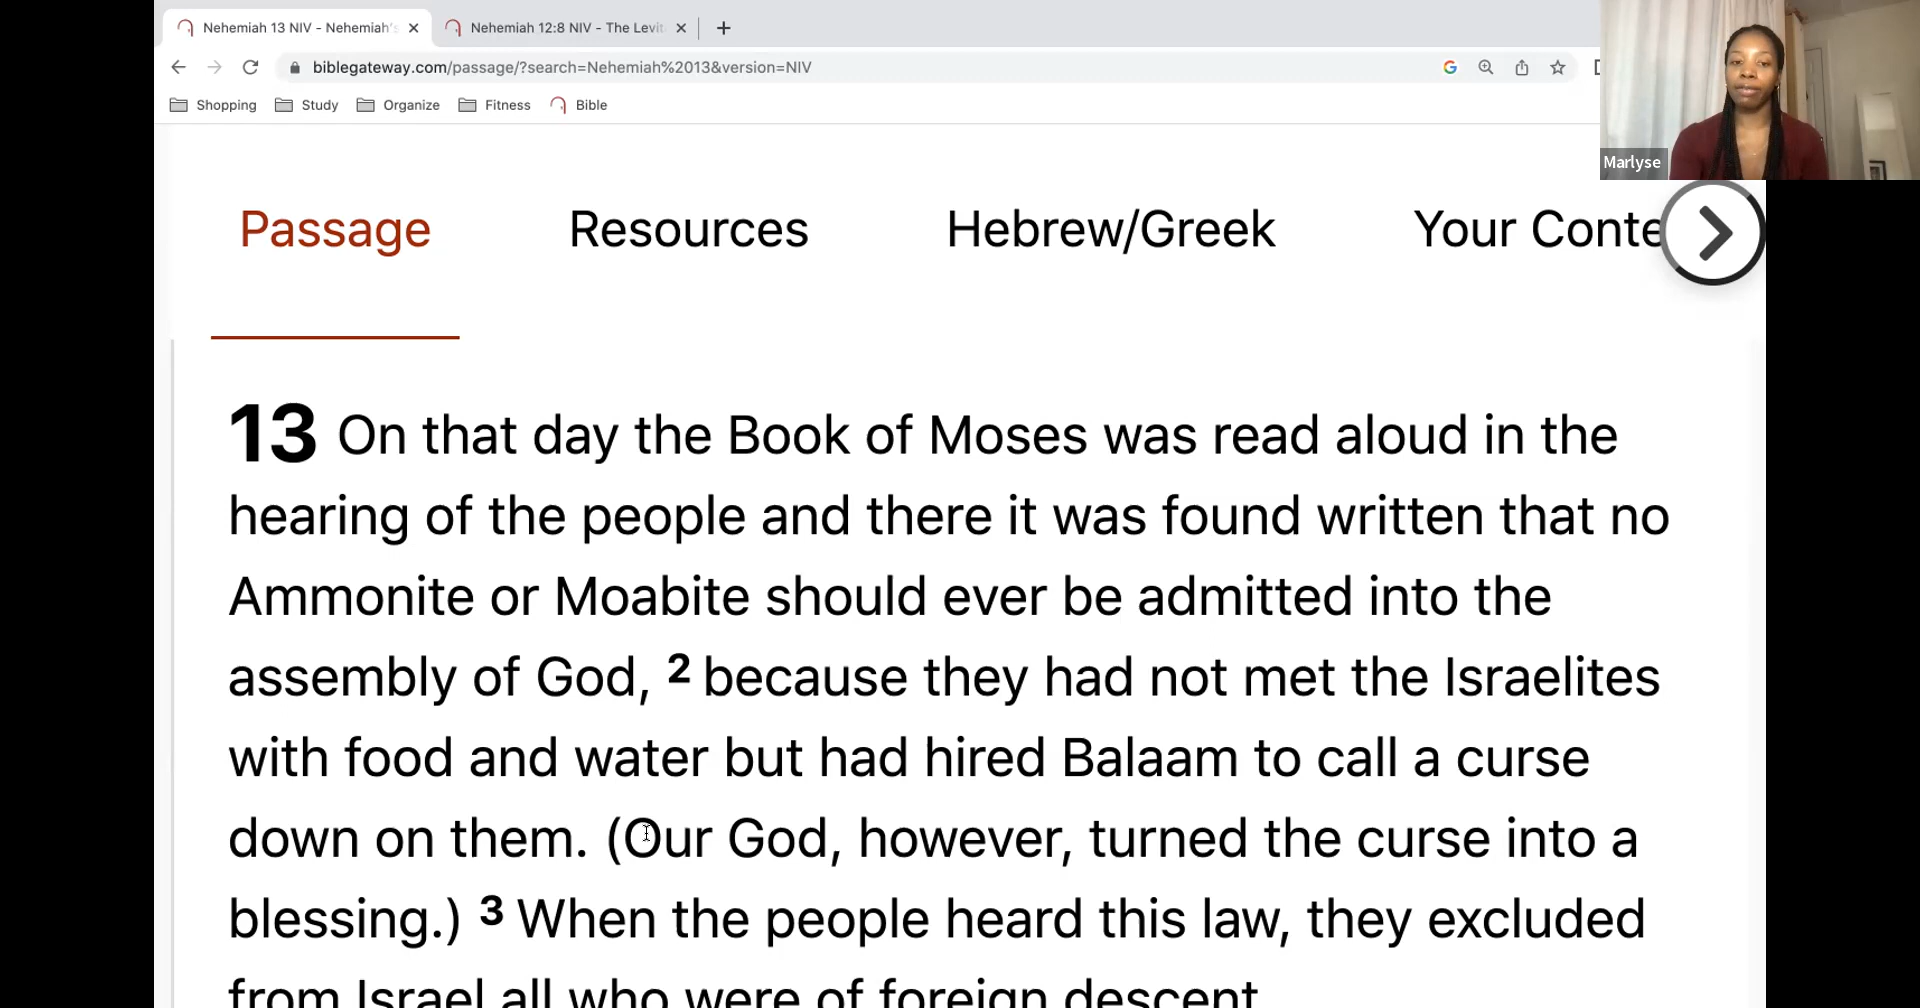 Nehemiah 13 NIV - Nehemiah's
Nehemiah 12:8 NIV - The Levit
biblegateway.com/passage/?search=Nehemiah%2013&version=NIV
Shopping Study Organize Fitness Bible
Marlyse
Passage Resources Hebrew/Greek Your Conte
13 On that day the Book of Moses was read aloud in the
hearing of the people and there it was found written that no
Ammonite or Moabite should ever be admitted into the
assembly of God, 2 because they had not met the Israelites
with food and water but had hired Balaam to call a curse
down on them. (Our God, however, turned the curse into a
blessing.) 3 When the people heard this law, they excluded
from Israel all who were of foreign descent